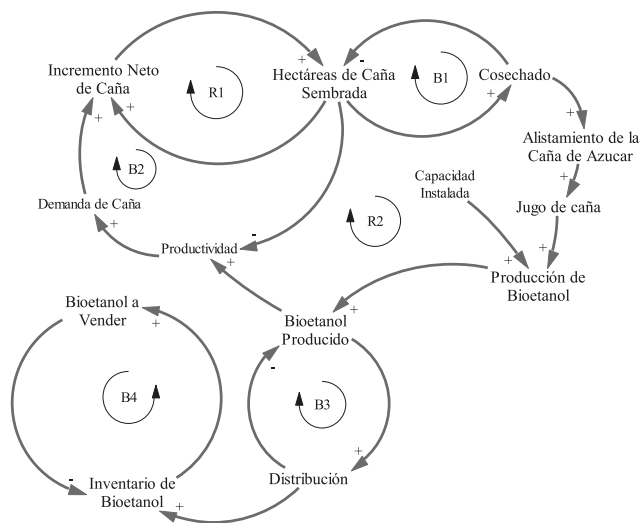 Incremento Neto
de Caña
R1
Hectáreas de Caña
Sembrada
B1
Cosechado
+
+
-
+
+
+
Alistamiento de la
Caña de Azucar
+
B2
Capacidad
Instalada
+
Jugo de caña
Demanda de Caña
R2
+
-
+
Productividad
+
+
+
Producción de
Bioetanol
Bioetanol a
Vender
+
Bioetanol
Producido
+
-
B4
B3
-
+
Inventario de
Bioetanol
+
Distribución